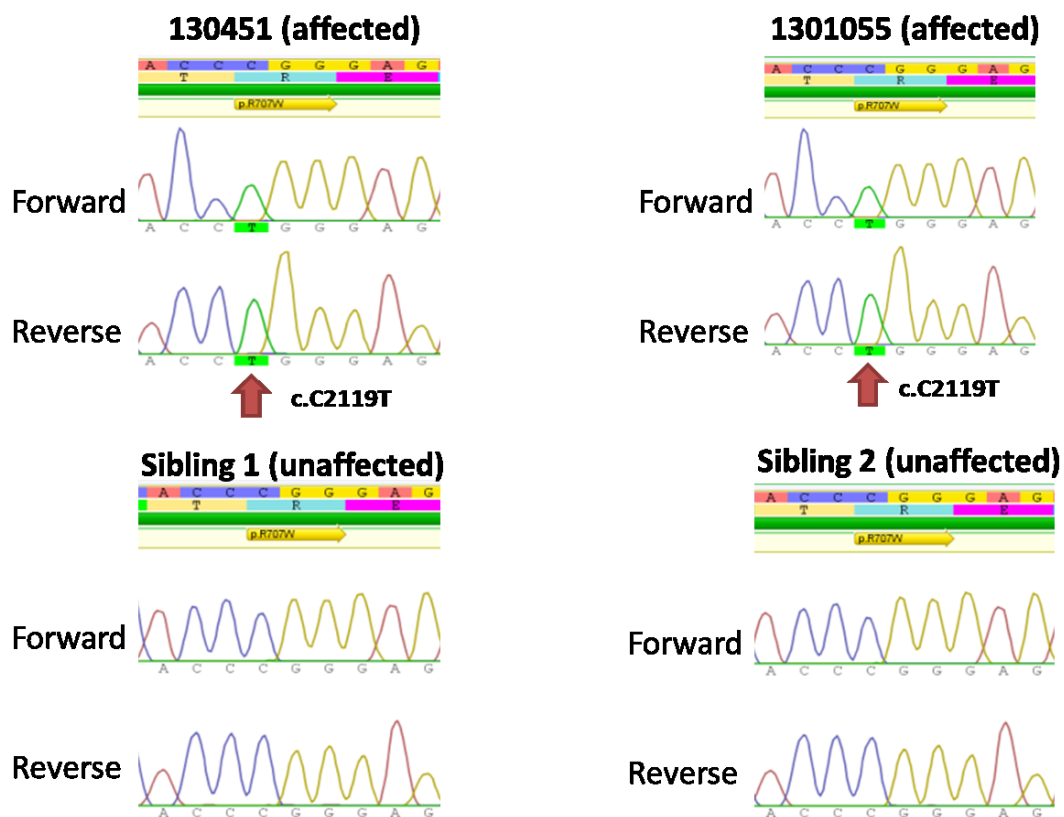 130451 (affected)
A C C C G G G A G
T R E
p.R707W
Forward
A C C T G G G A G
Reverse
A C C T G G G A G
c.C2119T
1301055 (affected)
A C C C G G G A G
T R E
p.R707W
Forward
A C C T G G G A G
Reverse
A C C T G G G A G
c.C2119T
Sibling 1 (unaffected)
A C C C G G G A G
T R E
p.R707W
Forward
A C C C G G G A G
Reverse
A C C C G G G A G
Sibling 2 (unaffected)
A C C C G G G A G
T R E
p.R707W
Forward
A C C C G G G A G
Reverse
A C C C G G G A G